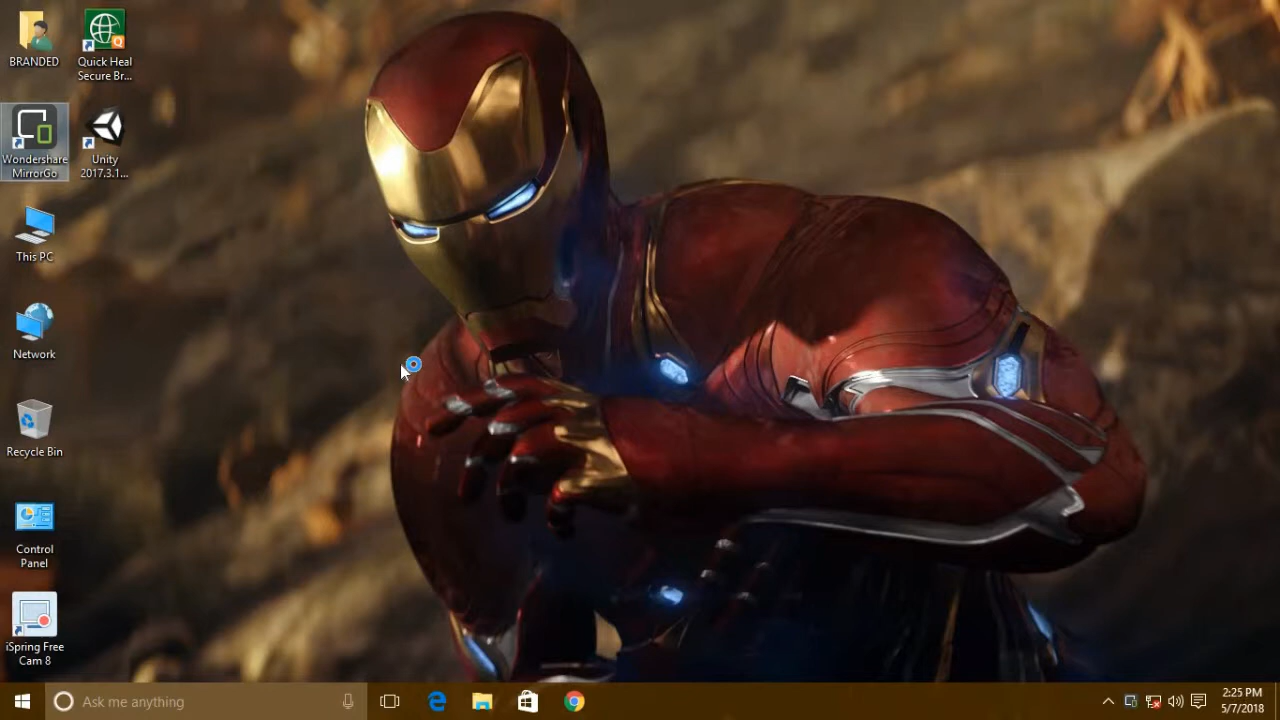 BRANDED
Quick Heal
Secure Br...
Wondershare
MirrorGo
Unity
2017.3.1...
This PC
Network
Recycle Bin
Control
Panel
iSpring Free
Cam 8
Ask me anything
2:25 PM
5/7/2018